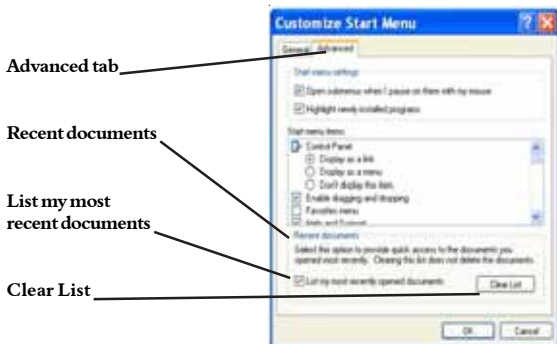 Customize Start Menu
General Advanced
Advanced tab
Start menu settings
Open submenus when I pause on them with my mouse
Highlight newly installed programs
Recent documents
Start menu items:
Control Panel
Display as a link
Display as a menu
Don't display this item
Enable dragging and dropping
Favorites menu
Help and Support
List my most
recent documents
Recent documents
Select this option to provide quick access to the documents you
opened most recently. Clearing this list does not delete the documents.
List my most recently opened documents
Clear List
Clear List
OK Cancel